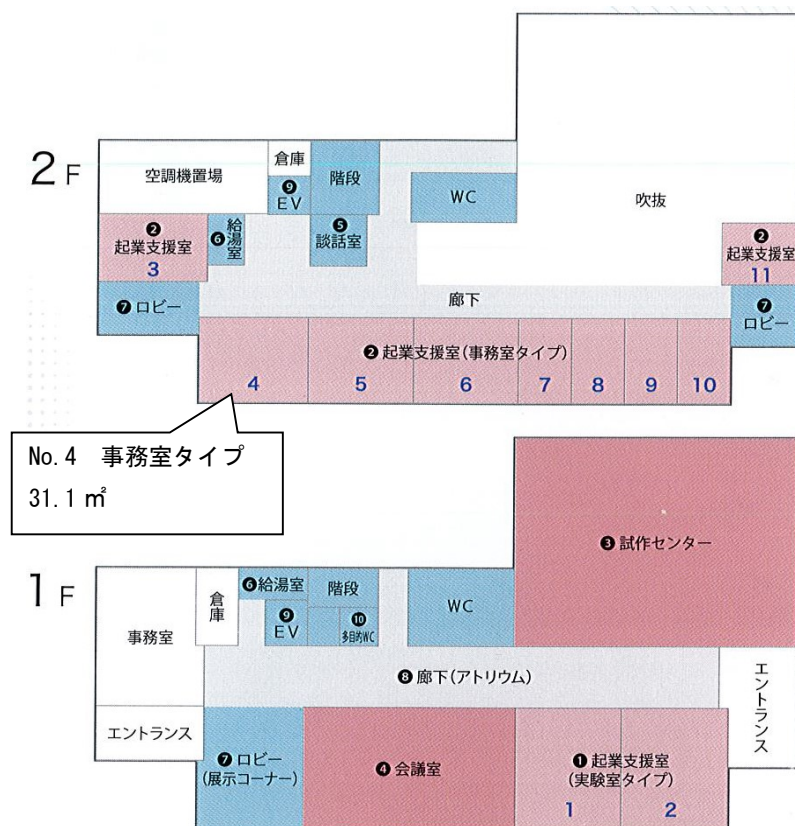 2F
空調機置場
倉庫
❾
EV
階段
WC
吹抜
❷
起業支援室
3
❻給湯室
❺
談話室
❷
起業支援室
11
❼ロビー
廊下
❼
ロビー
❷起業支援室(事務室タイプ)
4
5
6
7
8
9
10
No.4 事務室タイプ
31.1㎡
❸試作センター
1F
事務室
倉庫
❻給湯室
❾
EV
階段
❿
多目的WC
WC
❽廊下(アトリウム)
エントランス
エントランス
❼ロビー
(展示コーナー)
❹会議室
❶起業支援室
(実験室タイプ)
1
2